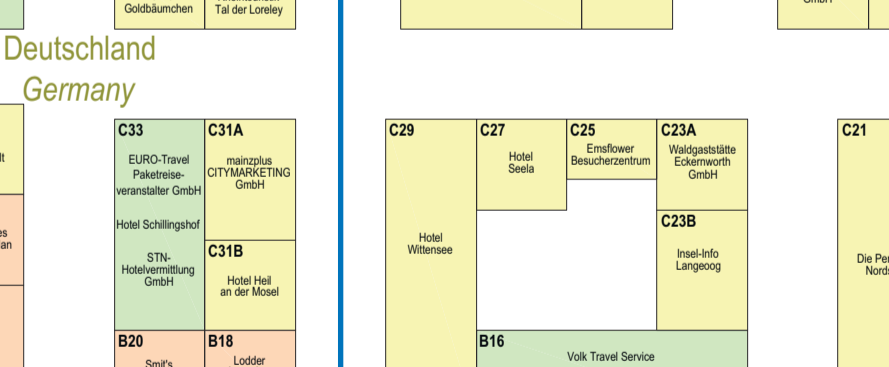 Goldbäumchen
Tal der Loreley
GmbH
Deutschland
Germany
C33
EURO-Travel
Paketreise-
veranstalter GmbH
Hotel Schillingshof
STN-
Hotelvermittlung
GmbH
C31A
mainzplus
CITYMARKETING
GmbH
C31B
Hotel Heil
an der Mosel
B20
Smit's
B18
Lodder
C29
Hotel
Wittensee
C27
Hotel
Seela
C25
Emsflower
Besucherzentrum
C23A
Waldgaststätte
Eckernworth
GmbH
C23B
Insel-Info
Langeoog
B16
Volk Travel Service
C21
Die